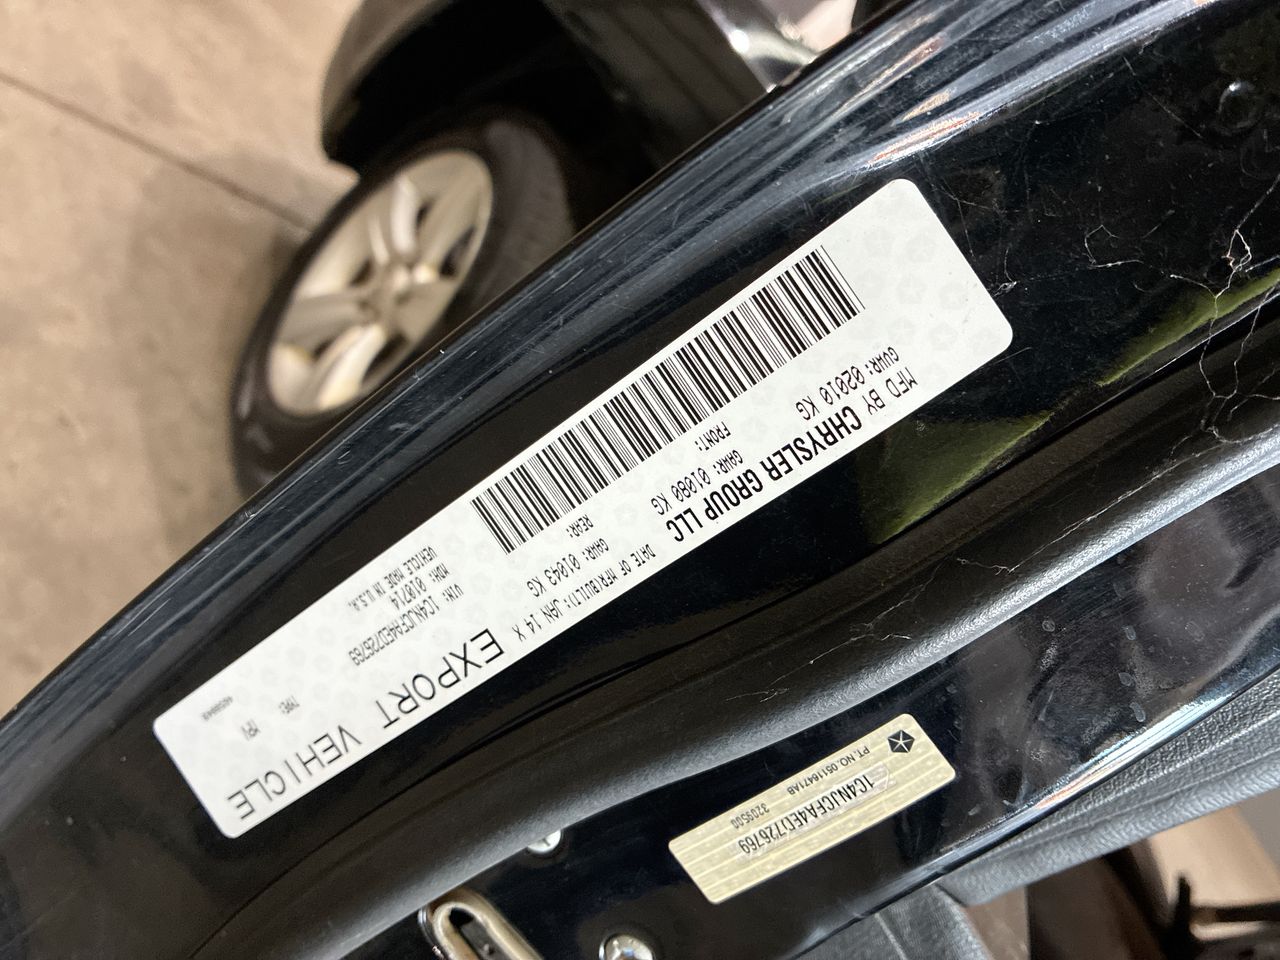 MFD BY CHRYSLER GROUP LLC
DATE OF MFR(BUILT): JAN 14 X
EXPORT VEHICLE
GVWR: 02010 KG
FRONT:
GAWR: 01080 KG
REAR:
GAWR: 01043 KG
VIN: 1C4NJCFA4ED726769
TYPE: MPV
MDH: 010714
VEHICLE MADE IN U.S.A.
PT. NO. 05116471AB
1C4NJCFA4ED726769
3209500